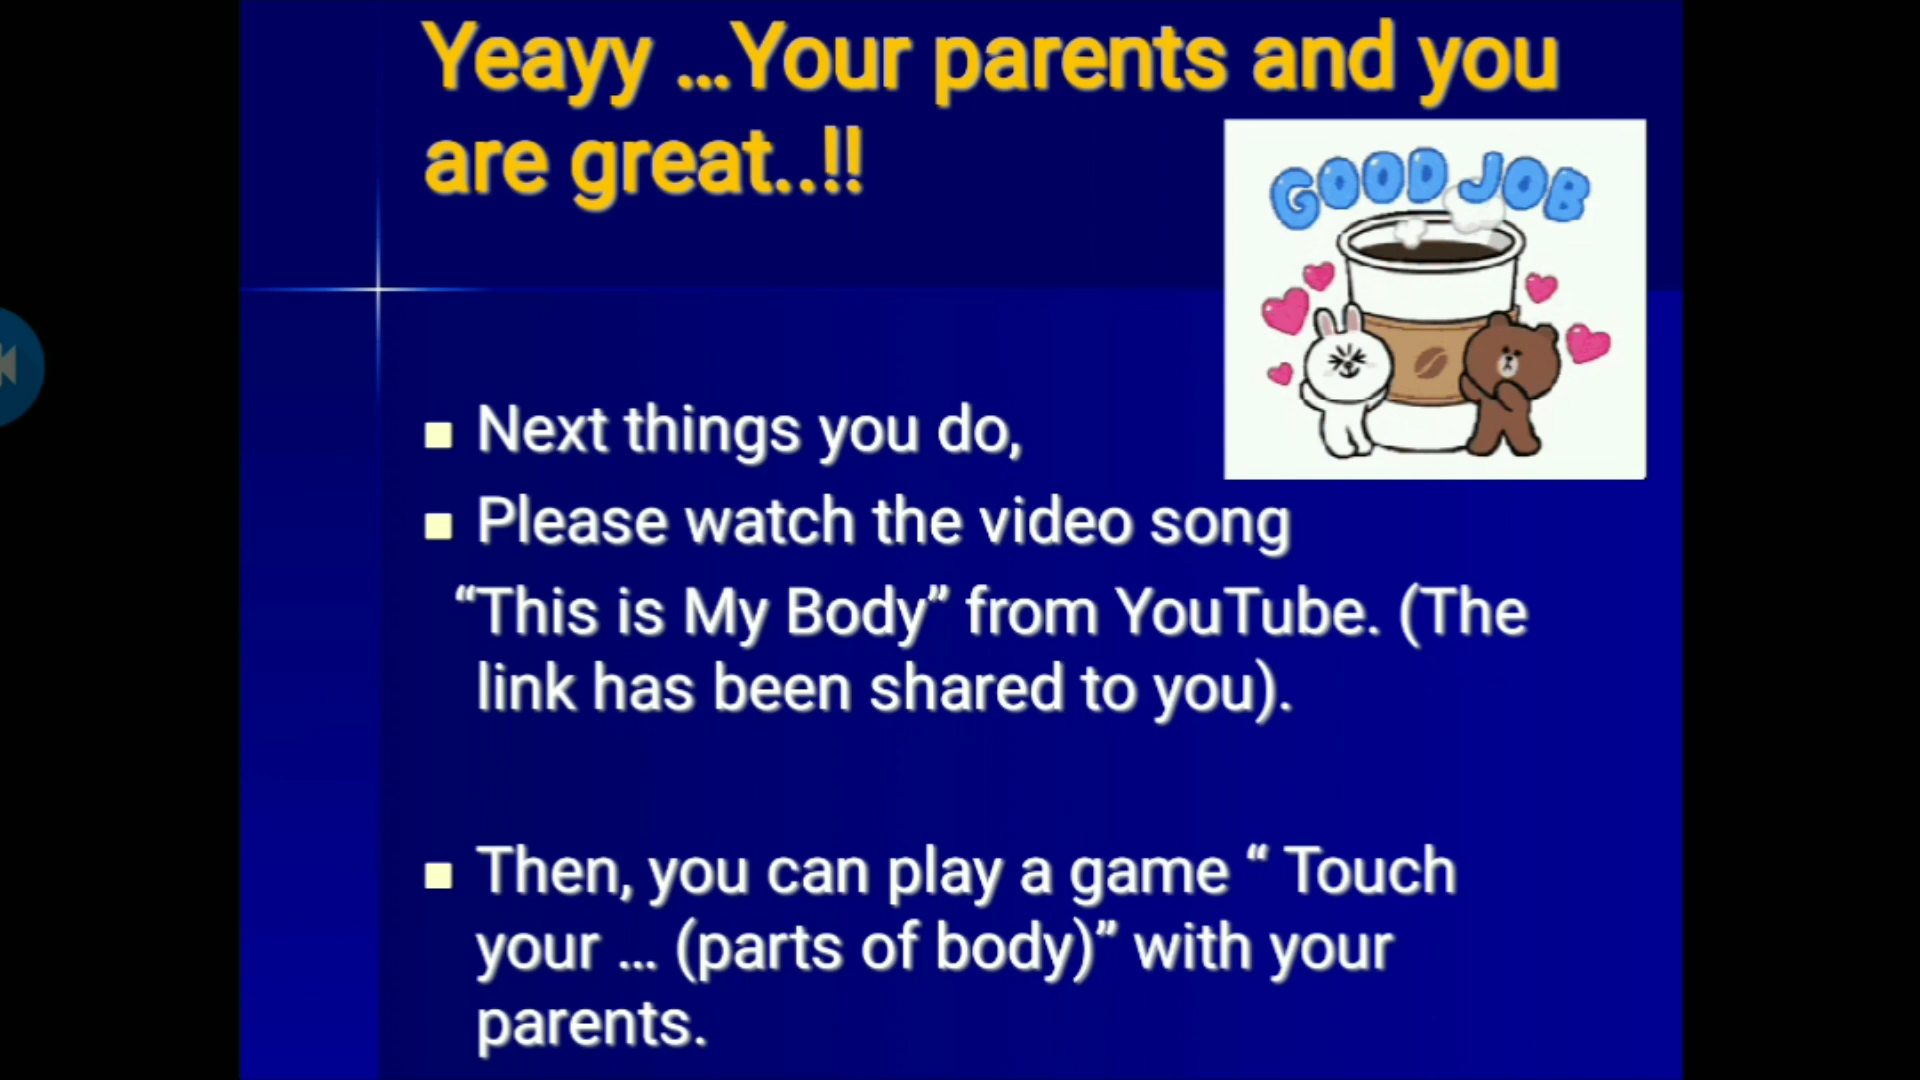 Yeayy ...Your parents and you
are great..!!
GOOD JOB
Next things you do,
Please watch the video song
“This is My Body” from YouTube. (The
link has been shared to you).
Then, you can play a game “ Touch
your ... (parts of body)” with your
parents.